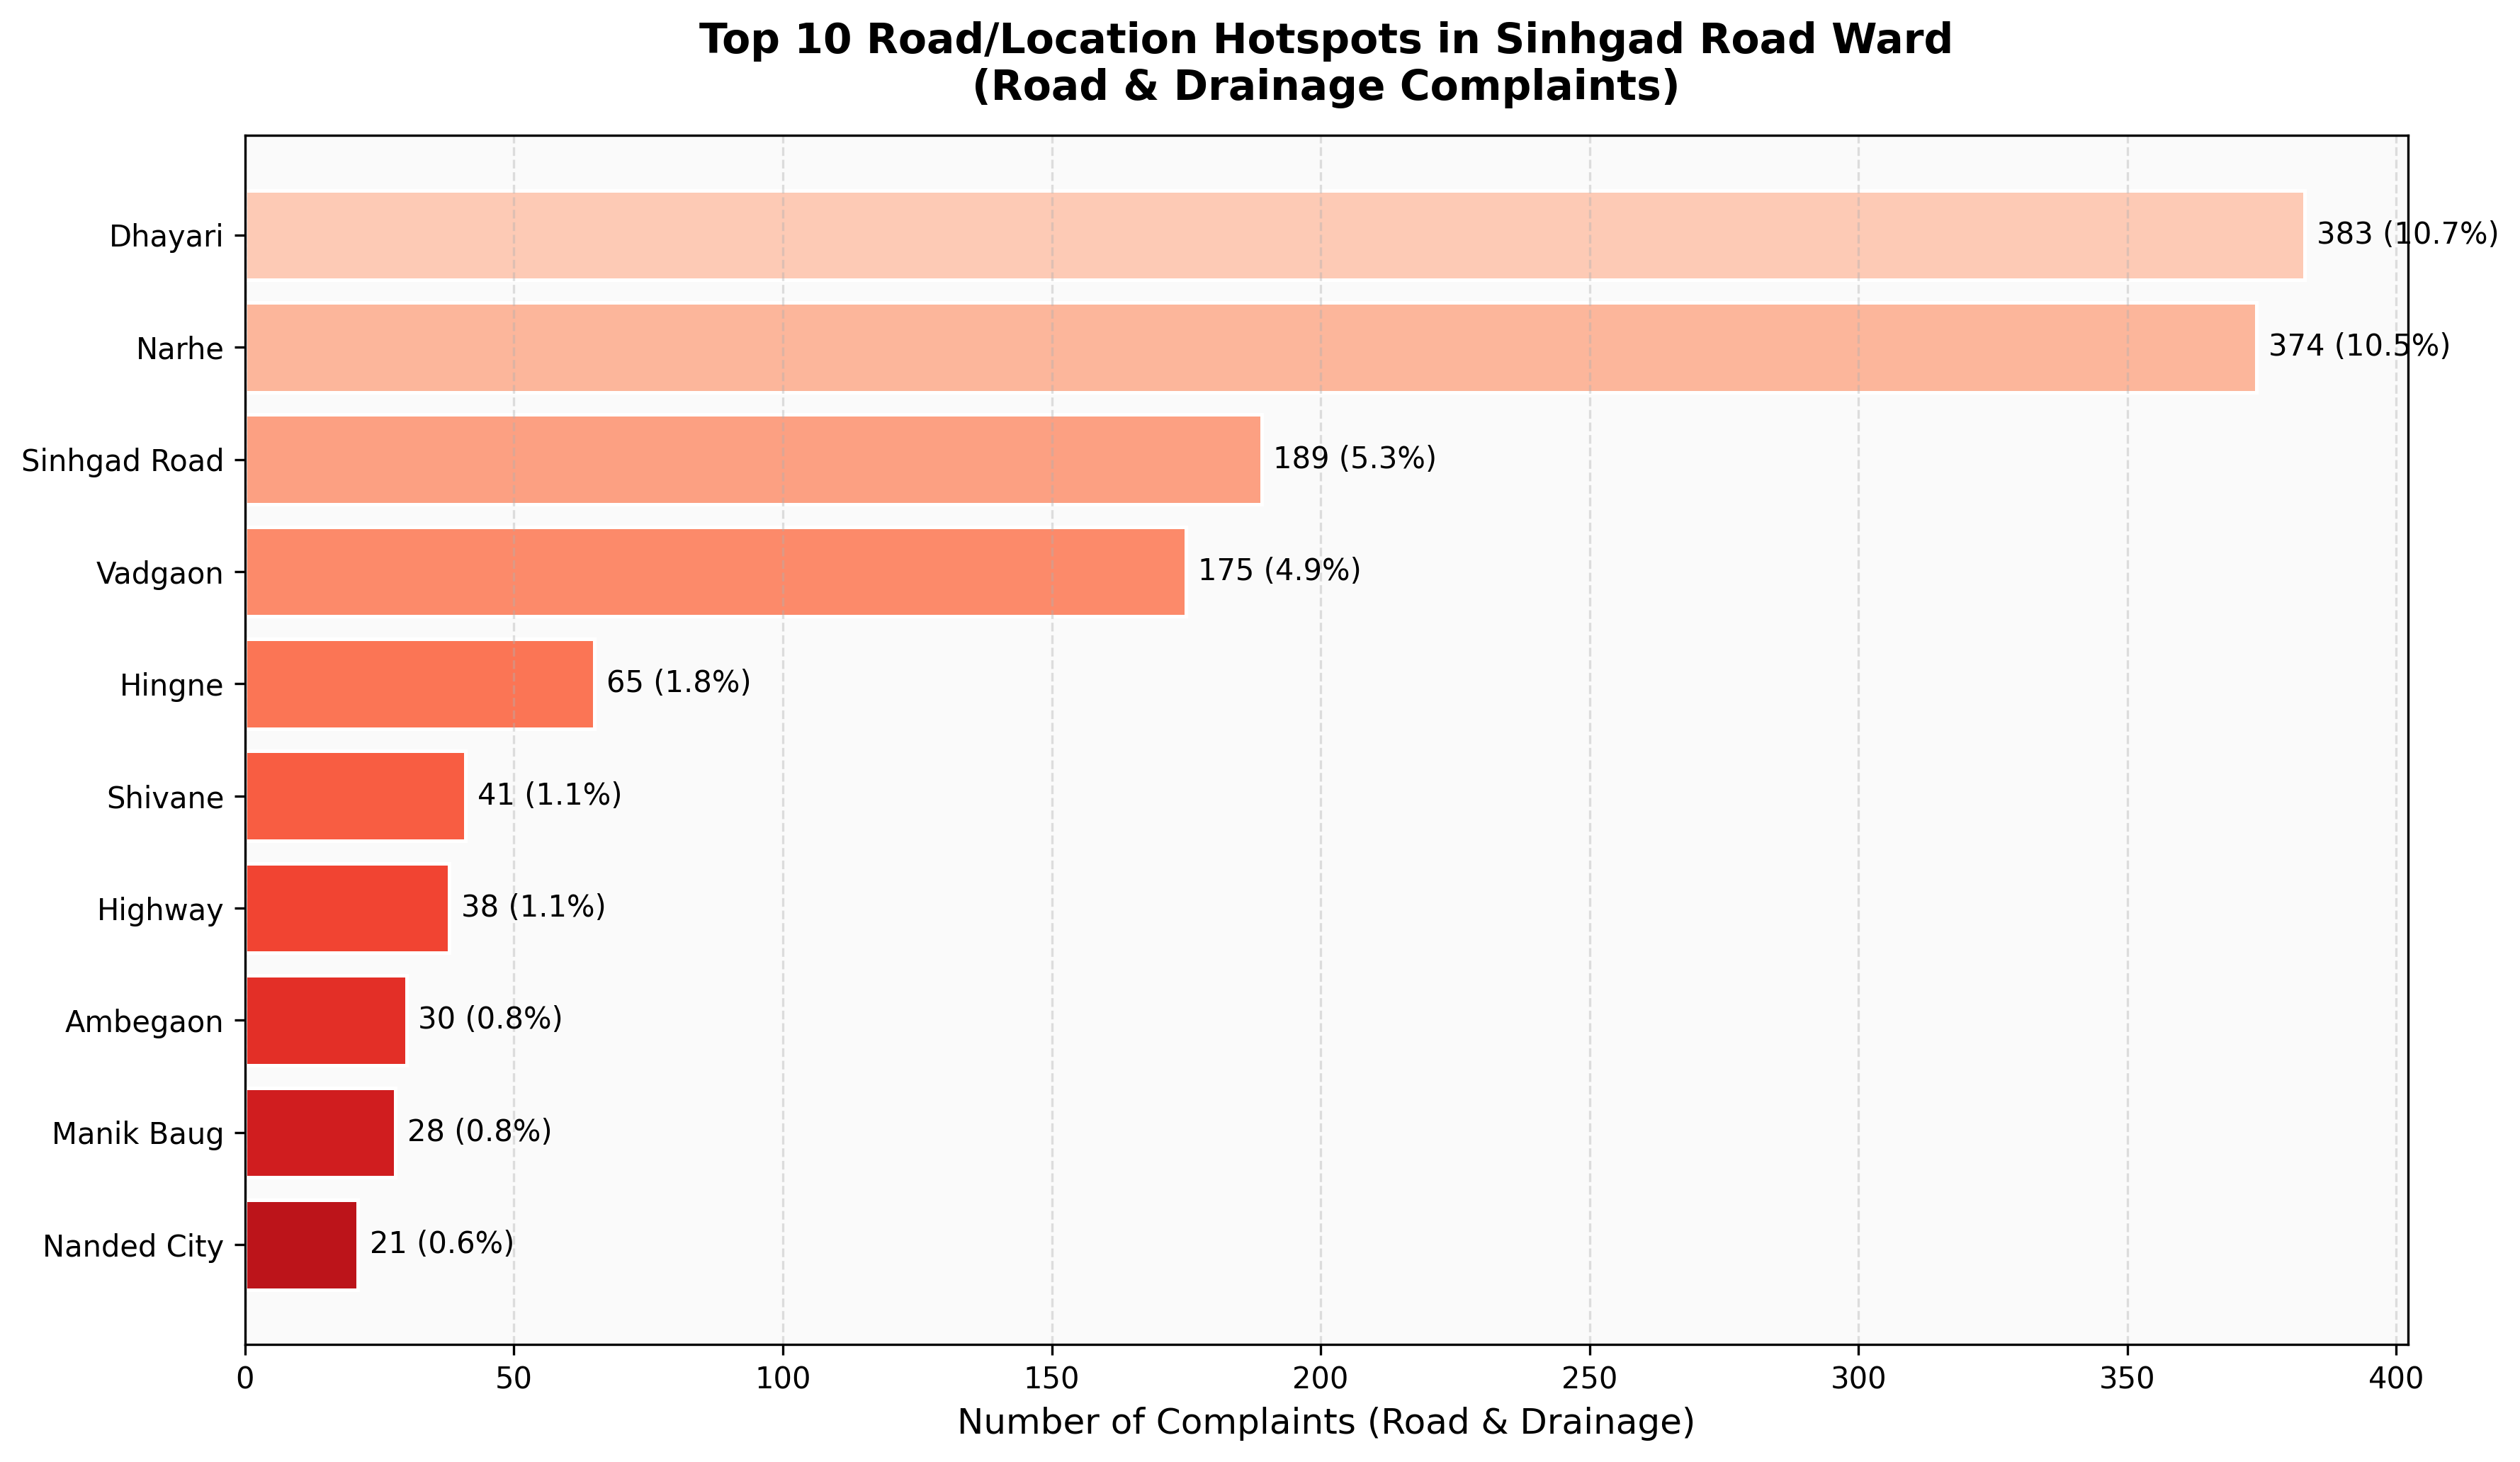 Top 10 Road/Location Hotspots in Sinhgad Road Ward
(Road & Drainage Complaints)
Dhayari
383 (10.7%)
Narhe
374 (10.5%)
Sinhgad Road
189 (5.3%)
Vadgaon
175 (4.9%)
Hingne
65 (1.8%)
Shivane
41 (1.1%)
Highway
38 (1.1%)
Ambegaon
30 (0.8%)
Manik Baug
28 (0.8%)
Nanded City
21 (0.6%)
0 50 100 150 200 250 300 350 400
Number of Complaints (Road & Drainage)